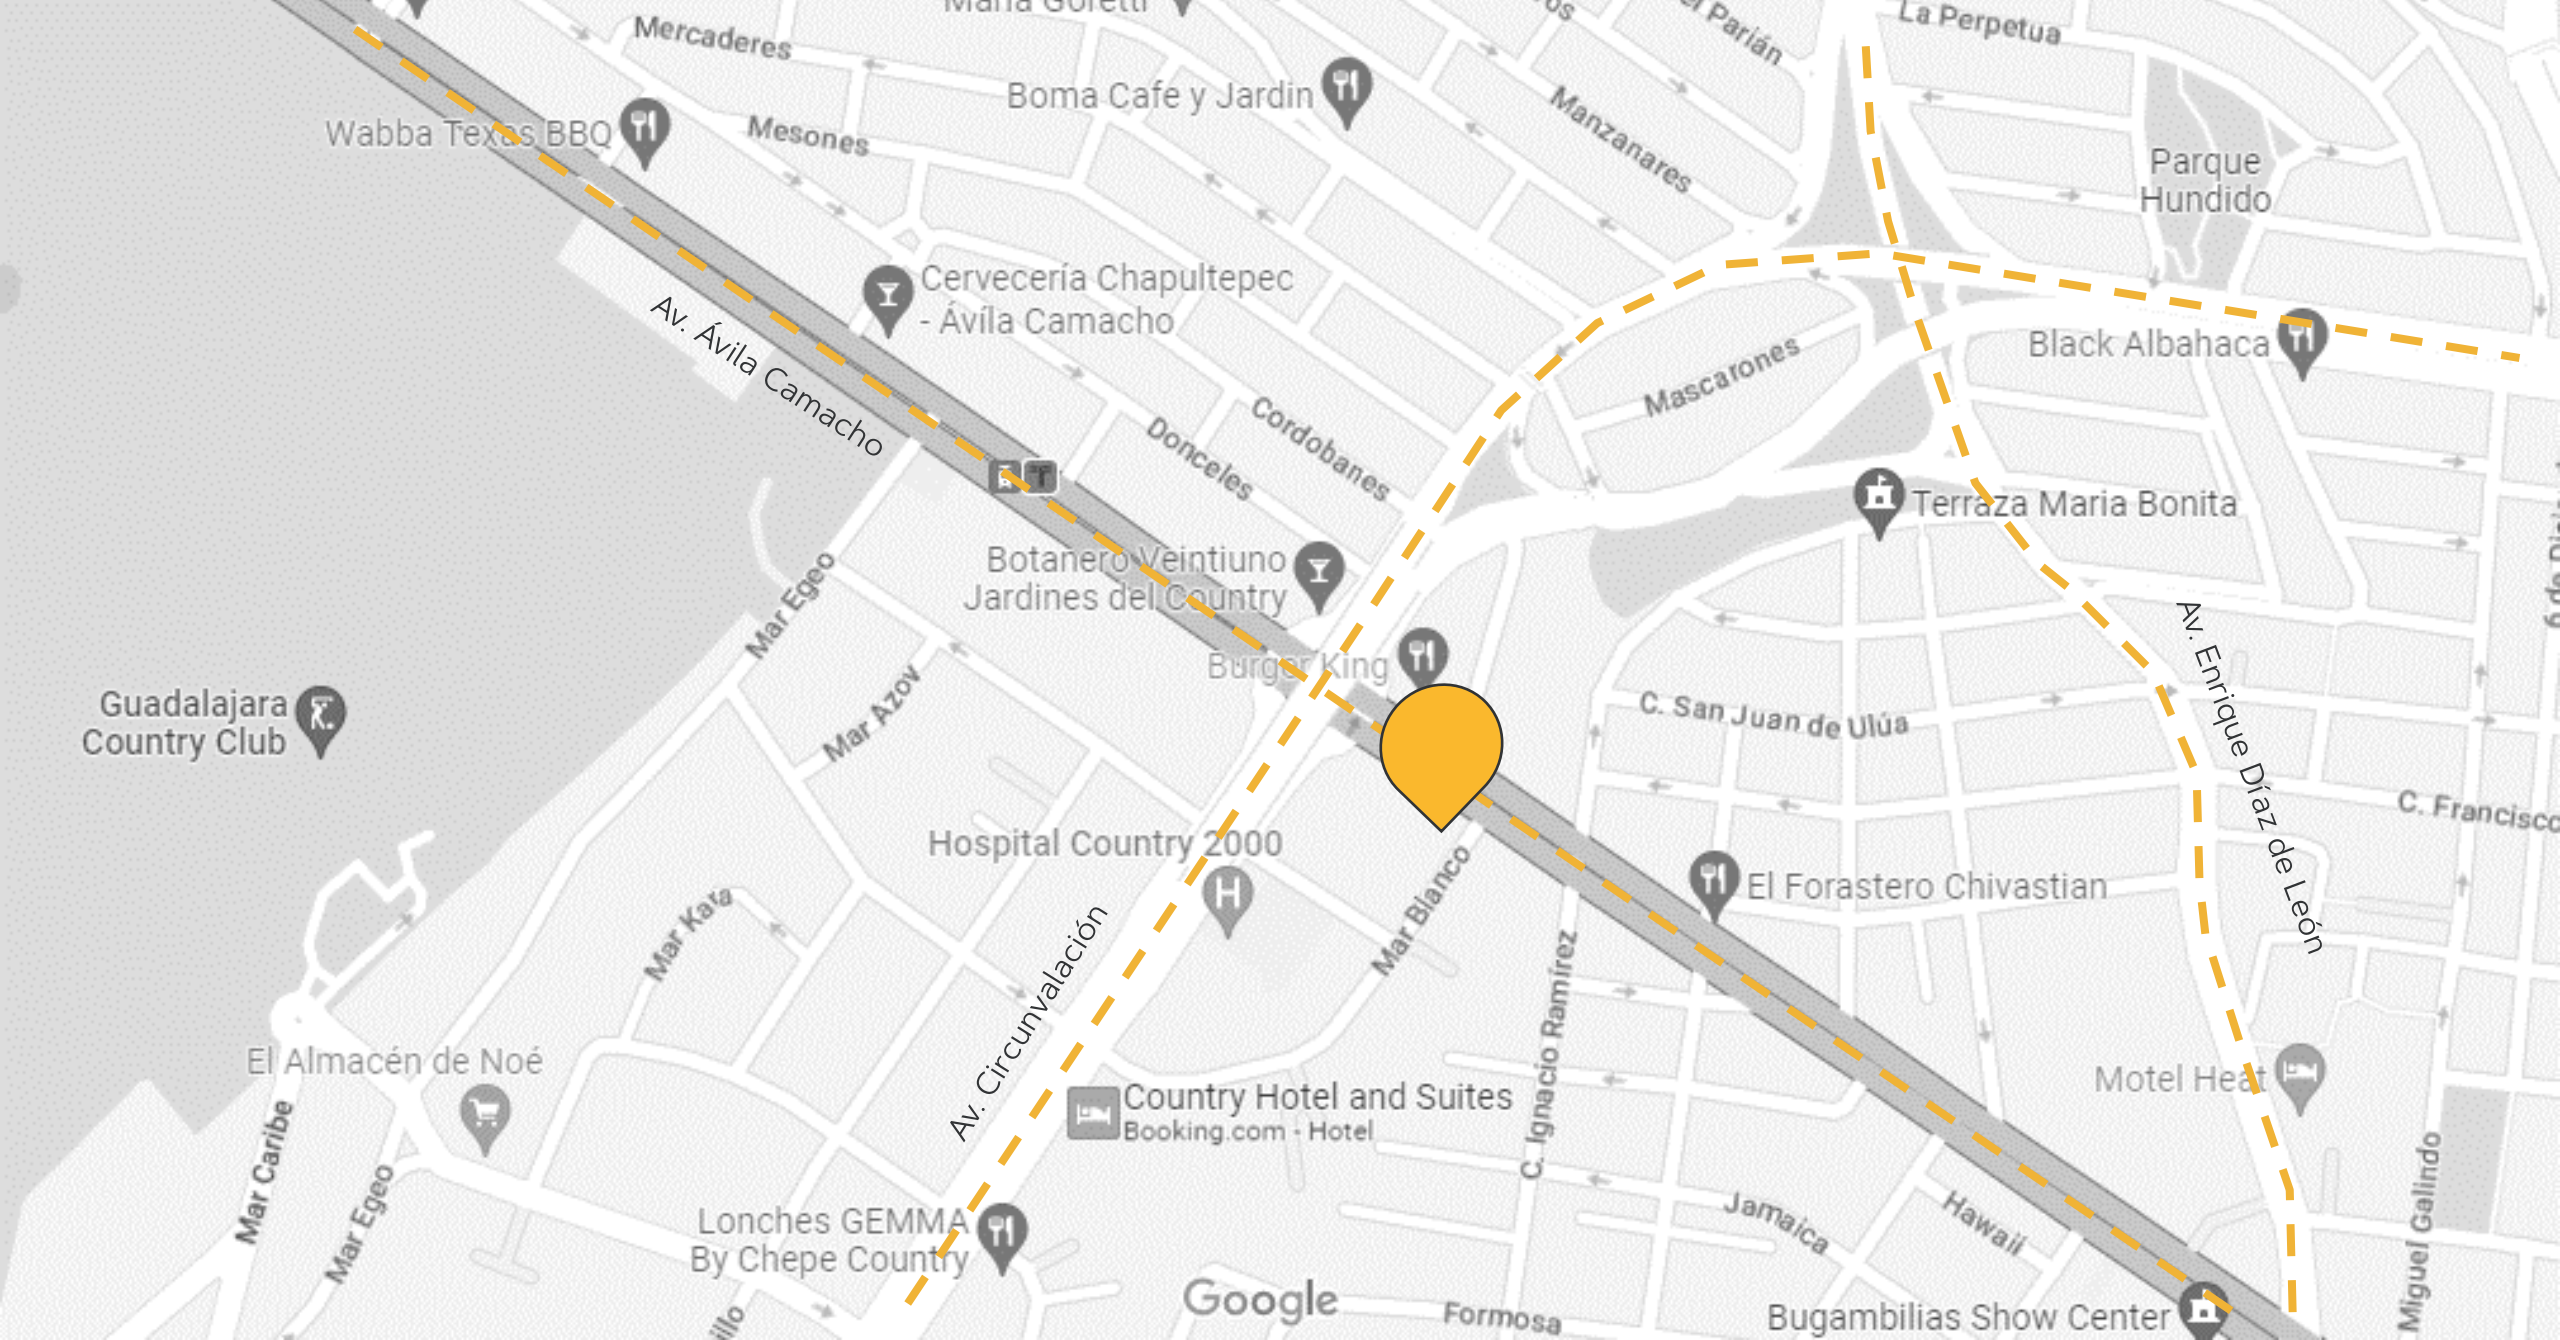 Maria Goretti
La Perpetua
Mercaderes
el Parián
Boma Cafe y Jardin
Manzanares
Mesones
Wabba Texas BBQ
Parque
Hundido
Cervecería Chapultepec
- Ávila Camacho
Av. Ávila Camacho
Black Albahaca
Mascarones
Cordobanes
Donceles
Terraza Maria Bonita
Botanero Veintiuno
Jardines del Country
Mar Egeo
Burger King
Av. Enrique Díaz de León
Guadalajara
Country Club
Mar Azov
C. San Juan de Ulúa
C. Francisco
Hospital Country 2000
Mar Blanco
El Forastero Chivastian
Mar Kara
Av. Circunvalación
C. Ignacio Ramírez
El Almacén de Noé
Country Hotel and Suites
Booking.com - Hotel
Motel Heat
Mar Caribe
Mar Egeo
Miguel Galindo
Lonches GEMMA
By Chepe Country
Jamaica
Hawaii
Google
Formosa
Bugambilias Show Center